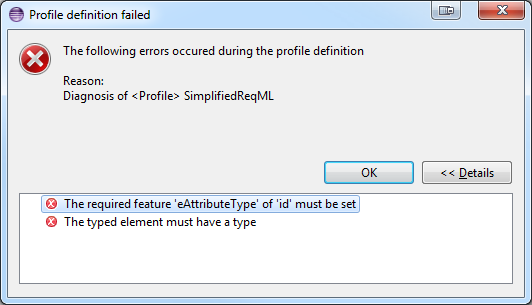 Profile definition failed
The following errors occured during the profile definition
Reason:
Diagnosis of <Profile> SimplifiedReqML
OK
<< Details
The required feature 'eAttributeType' of 'id' must be set
The typed element must have a type